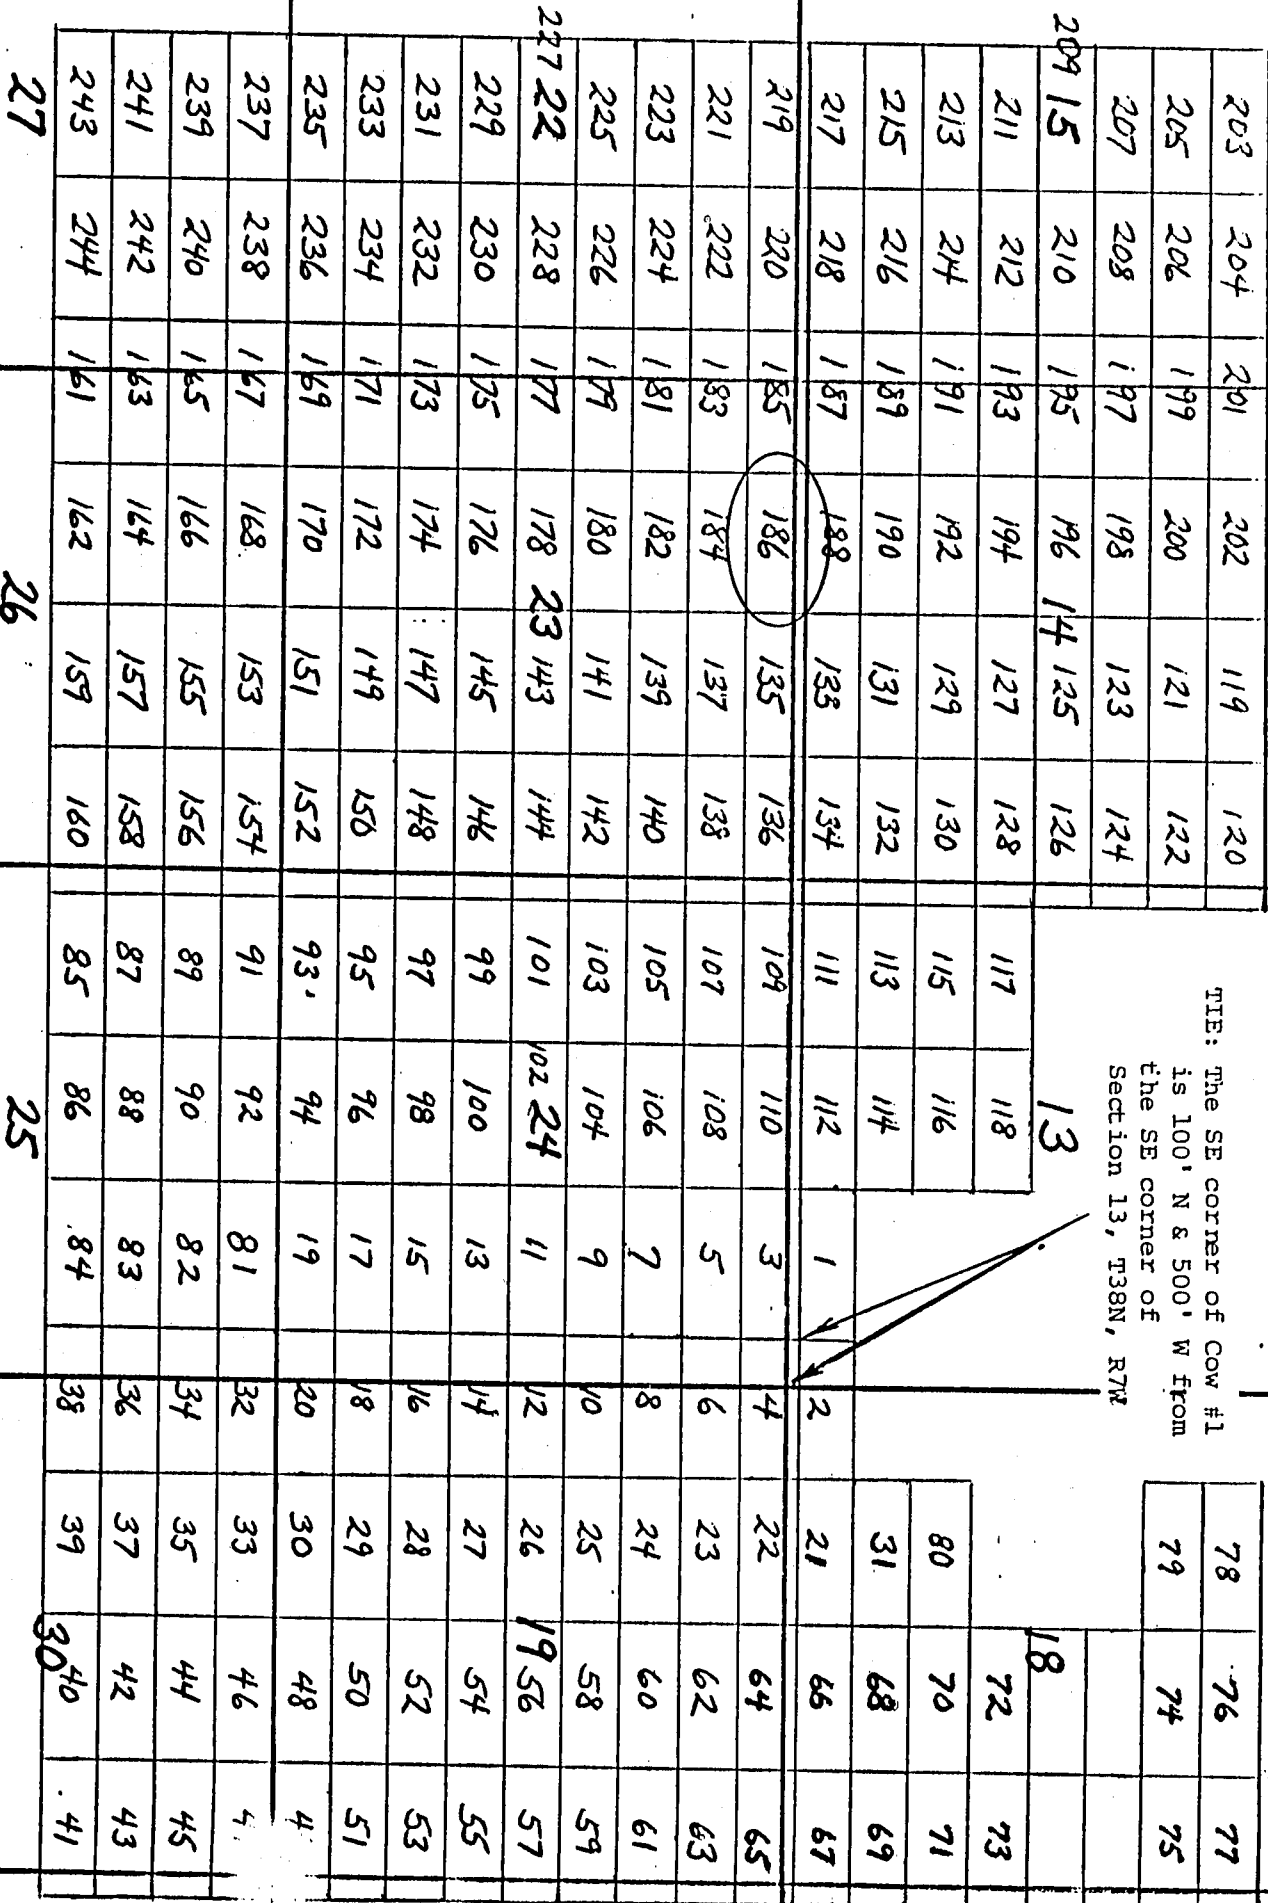 203 204 201 202 119 120 78 76 77
TIE: The SE corner of Cow #1
205 206 199 200 121 122 79 74 75
is 100' N & 500' W from
the SE corner of
207 208 197 198 123 124
Section 13, T38N, R7W
209 15 210 195 196 14 125 126 13 18
211 212 193 194 127 128 117 118 72 73
213 214 191 192 129 130 115 116 80 70 71
215 216 189 190 131 132 113 114 31 68 69
217 218 187 188 133 134 111 112 1 2 21 66 67
219 220 185 186 135 136 109 110 3 4 22 64 65
221 222 183 184 137 138 107 108 5 6 23 62 63
223 224 181 182 139 140 105 106 7 8 24 60 61
225 226 179 180 141 142 103 104 9 10 25 58 59
227 22 228 177 178 23 143 144 101 102 24 11 12 26 19 56 57
229 230 175 176 145 146 99 100 13 14 27 54 55
231 232 173 174 147 148 97 98 15 16 28 52 53
233 234 171 172 149 150 95 96 17 18 29 50 51
235 236 169 170 151 152 93 94 19 20 30 48
237 238 167 168 153 154 91 92 81 32 33 46
239 240 165 166 155 156 89 90 82 34 35 44 45
241 242 163 164 157 158 87 88 83 36 37 42 43
243 244 161 162 159 160 85 86 84 38 39 40 41
27 26 25 30